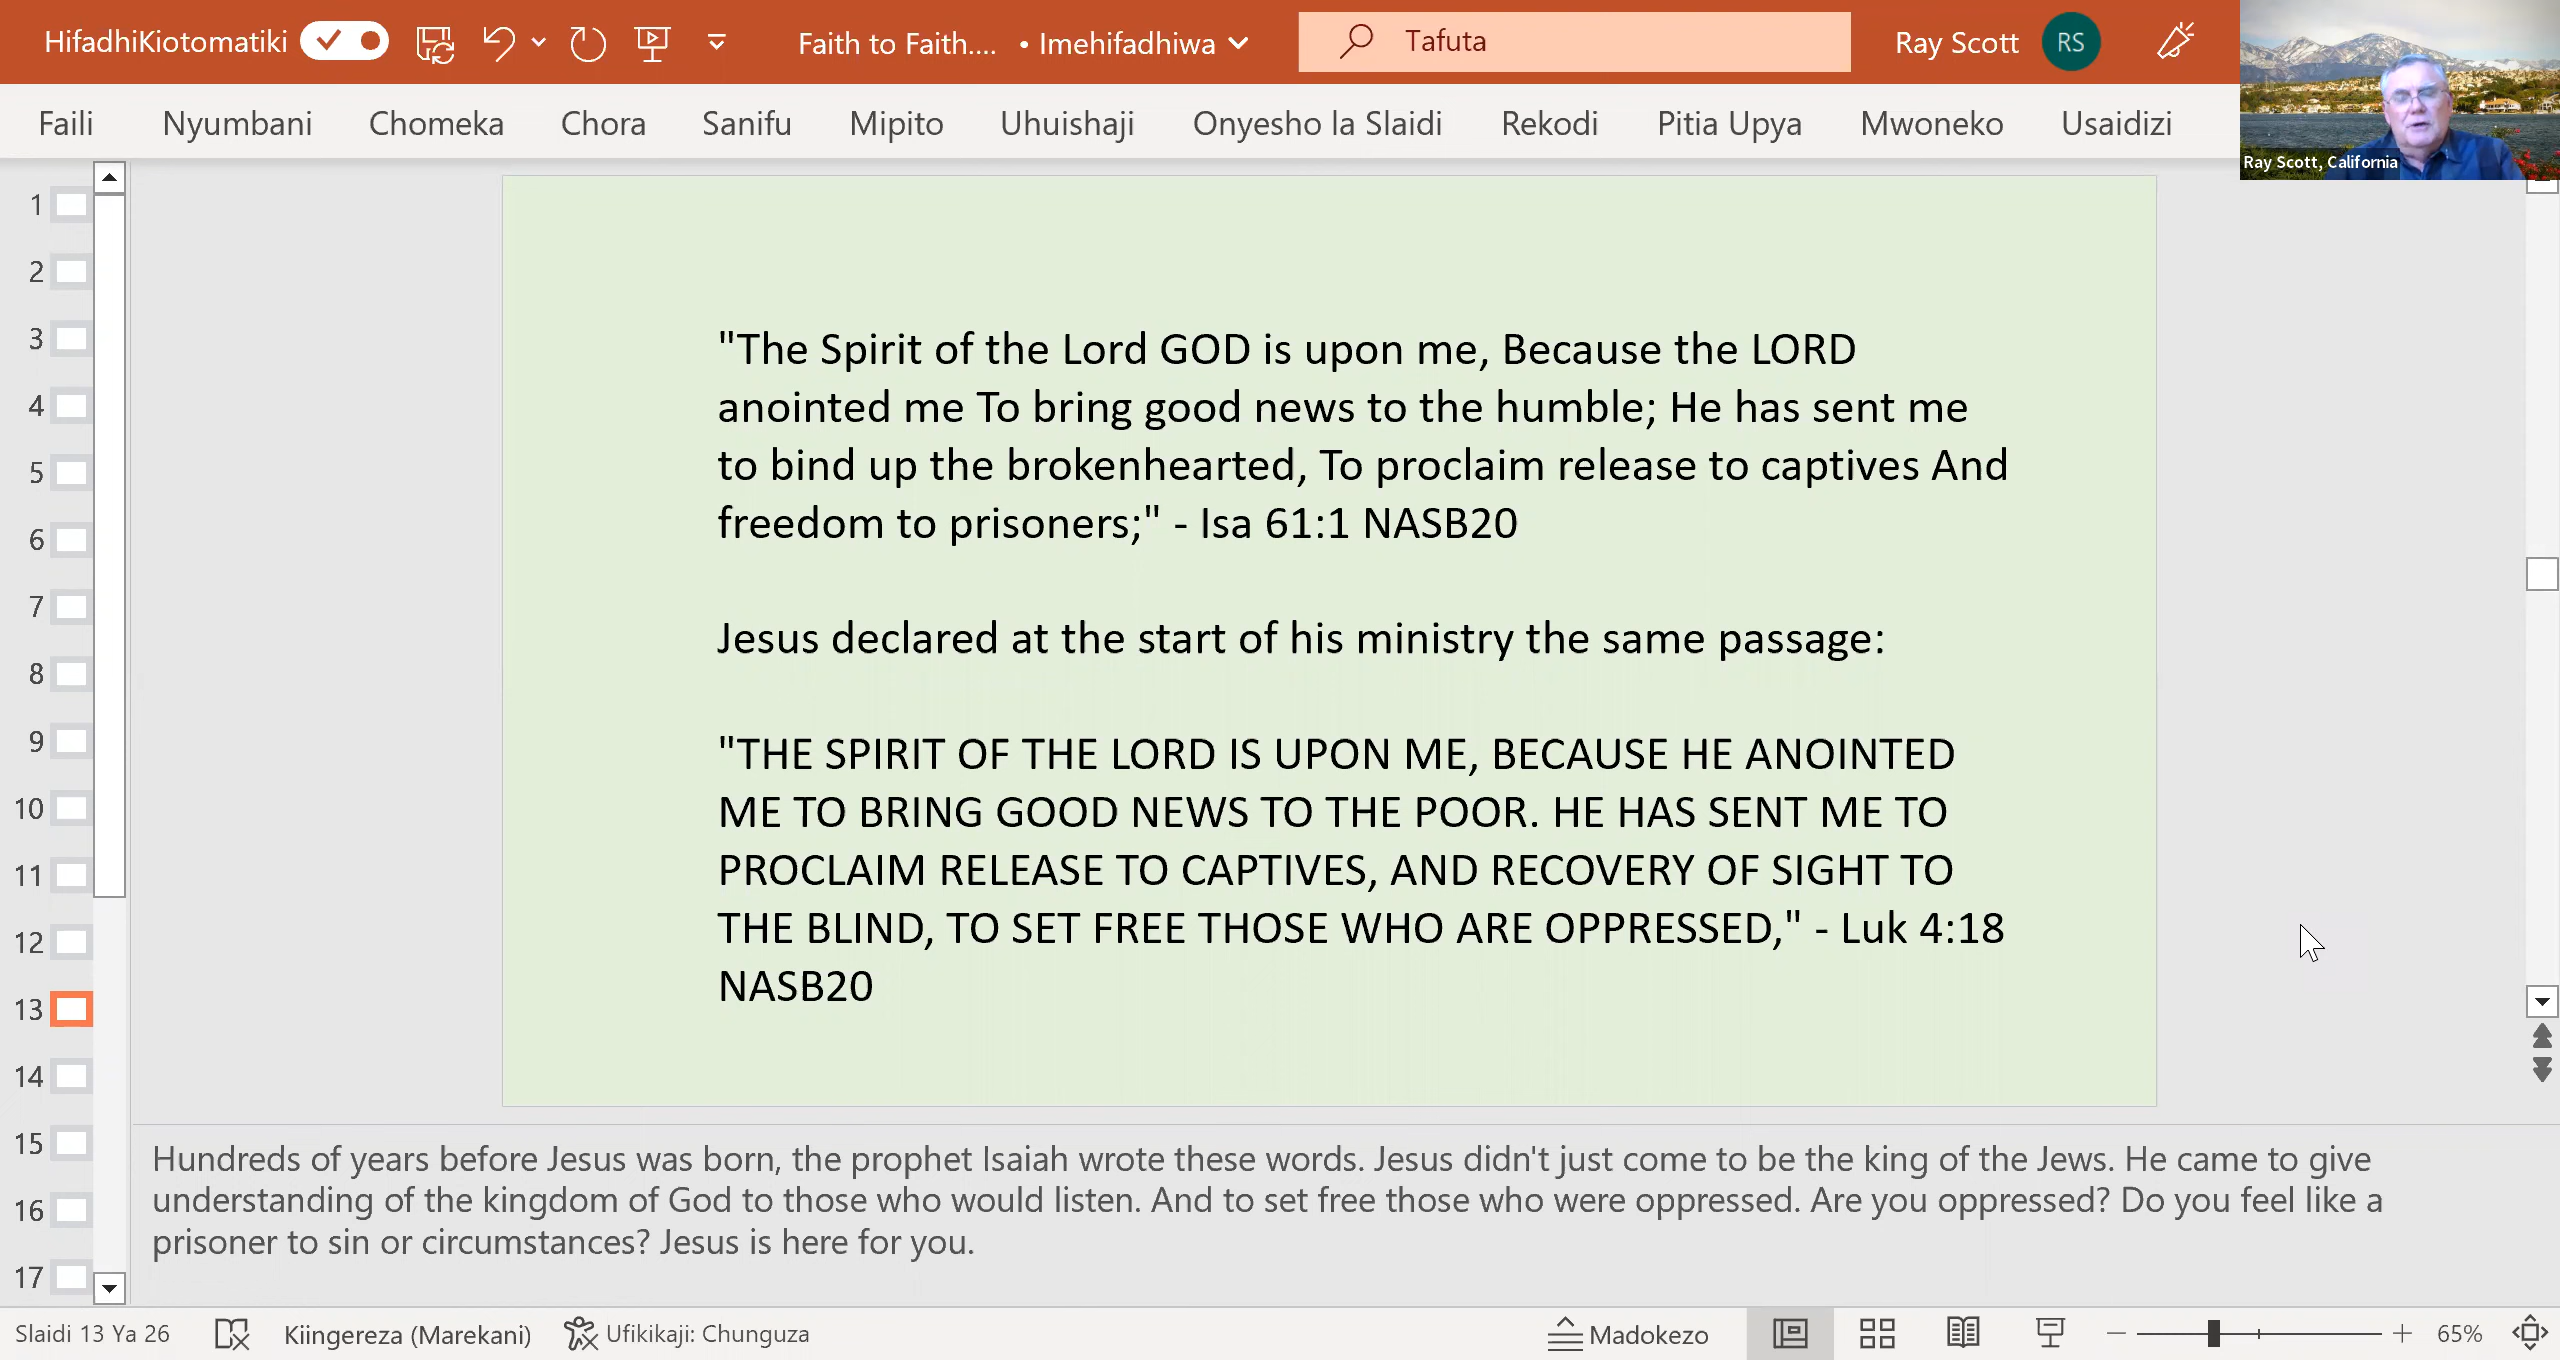 HifadhiKiotomatiki
Faith to Faith.... • Imehifadhiwa
Tafuta
Ray Scott
RS
Faili Nyumbani Chomeka Chora Sanifu Mipito Uhuishaji Onyesho la Slaidi Rekodi Pitia Upya Mwoneko Usaidizi
Ray Scott, California
1
2
3
4
5
6
7
8
9
10
11
12
13
14
15
16
17
"The Spirit of the Lord GOD is upon me, Because the LORD
anointed me To bring good news to the humble; He has sent me
to bind up the brokenhearted, To proclaim release to captives And
freedom to prisoners;" - Isa 61:1 NASB20
Jesus declared at the start of his ministry the same passage:
"THE SPIRIT OF THE LORD IS UPON ME, BECAUSE HE ANOINTED
ME TO BRING GOOD NEWS TO THE POOR. HE HAS SENT ME TO
PROCLAIM RELEASE TO CAPTIVES, AND RECOVERY OF SIGHT TO
THE BLIND, TO SET FREE THOSE WHO ARE OPPRESSED," - Luk 4:18
NASB20
Hundreds of years before Jesus was born, the prophet Isaiah wrote these words. Jesus didn't just come to be the king of the Jews. He came to give
understanding of the kingdom of God to those who would listen. And to set free those who were oppressed. Are you oppressed? Do you feel like a
prisoner to sin or circumstances? Jesus is here for you.
Slaidi 13 Ya 26
Kiingereza (Marekani)
Ufikikaji: Chunguza
Madokezo
65%